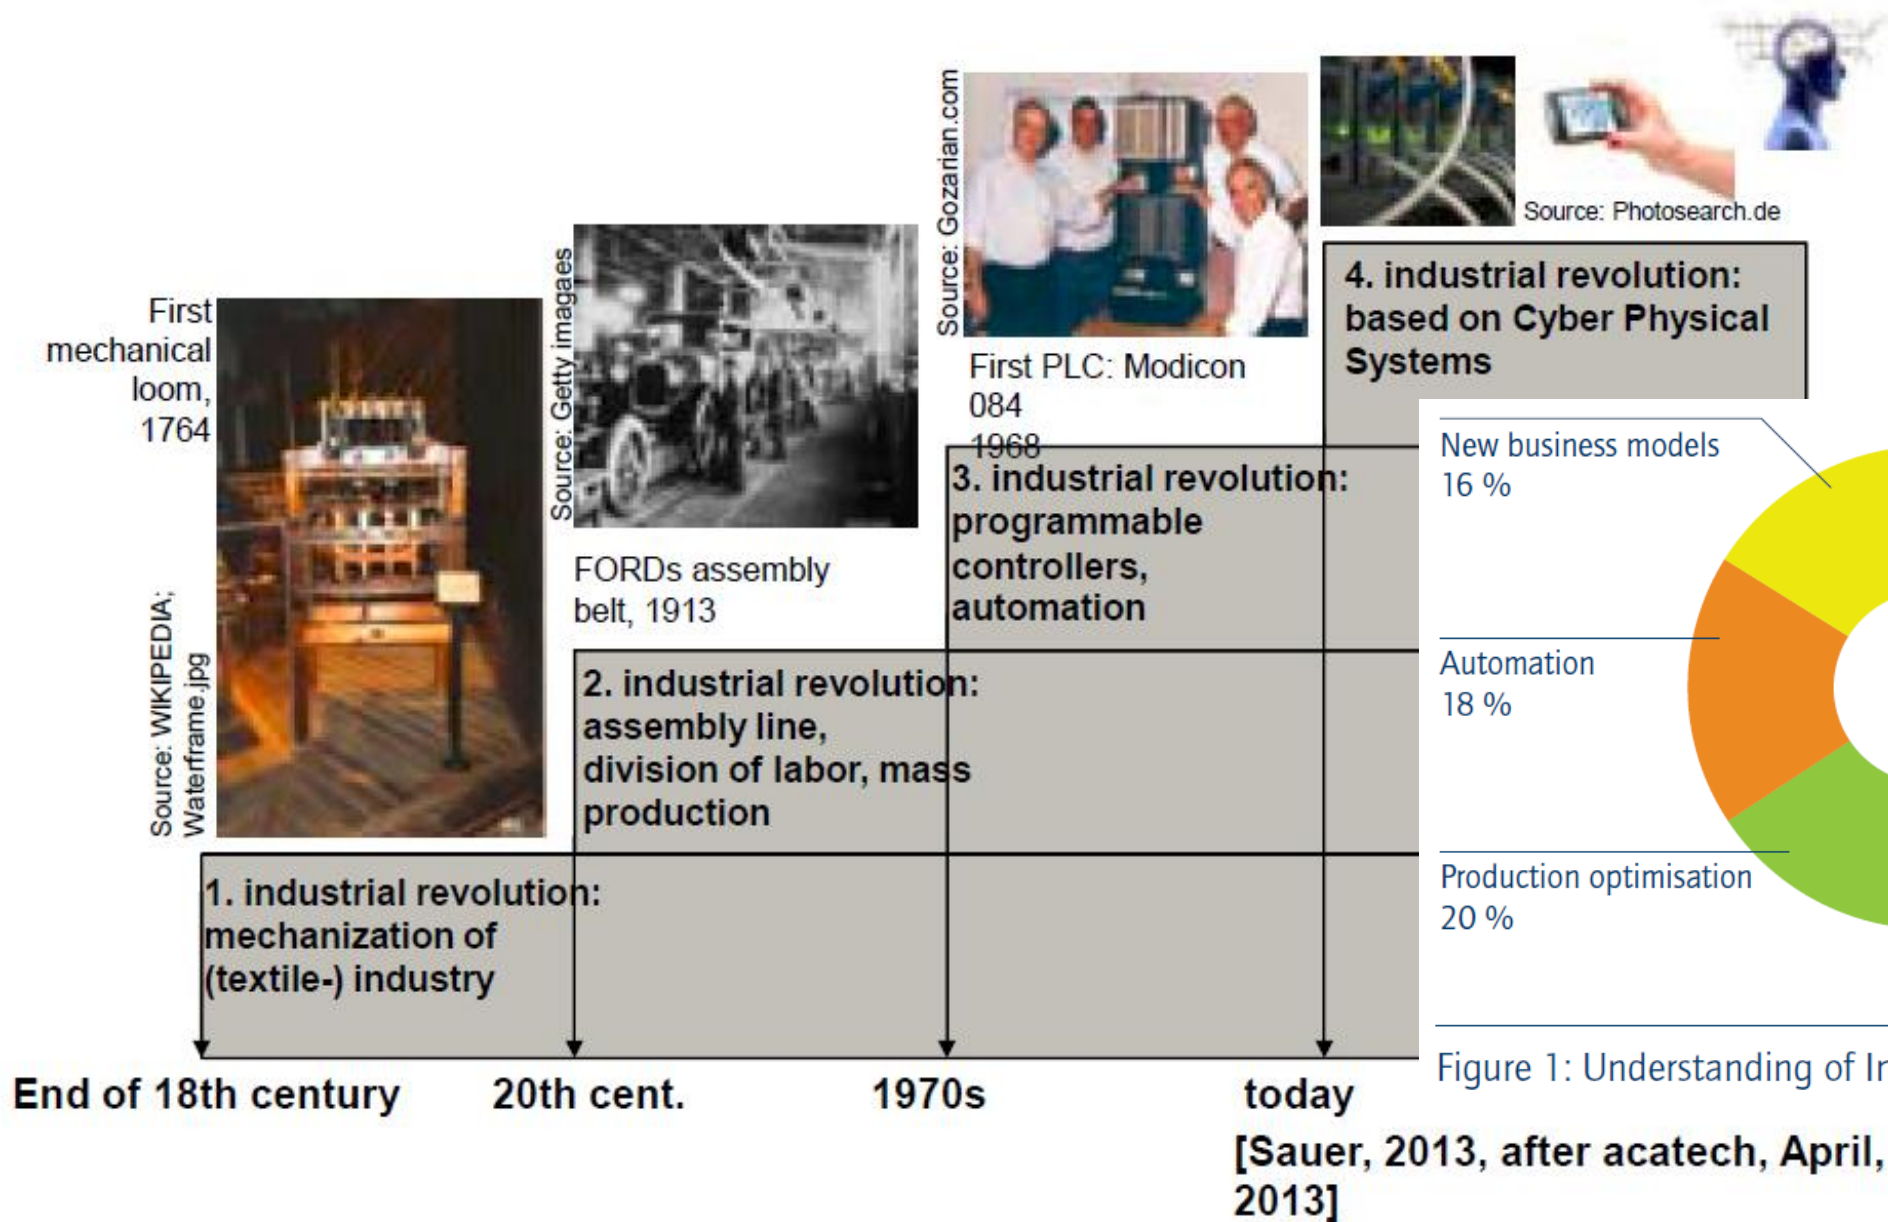 First
mechanical
loom,
1764
Source: WIKIPEDIA;
Waterframe.jpg
Source: Getty imagaes
FORDs assembly
belt, 1913
Source: Gozarian.com
First PLC: Modicon
084
1968
Source: Photosearch.de
4. industrial revolution:
based on Cyber Physical
Systems
3. industrial revolution:
programmable
controllers,
automation
2. industrial revolution:
assembly line,
division of labor, mass
production
1. industrial revolution:
mechanization of
(textile-) industry
New business models
16 %
Automation
18 %
Production optimisation
20 %
Figure 1: Understanding of In
End of 18th century
20th cent.
1970s
today
[Sauer, 2013, after acatech, April,
2013]